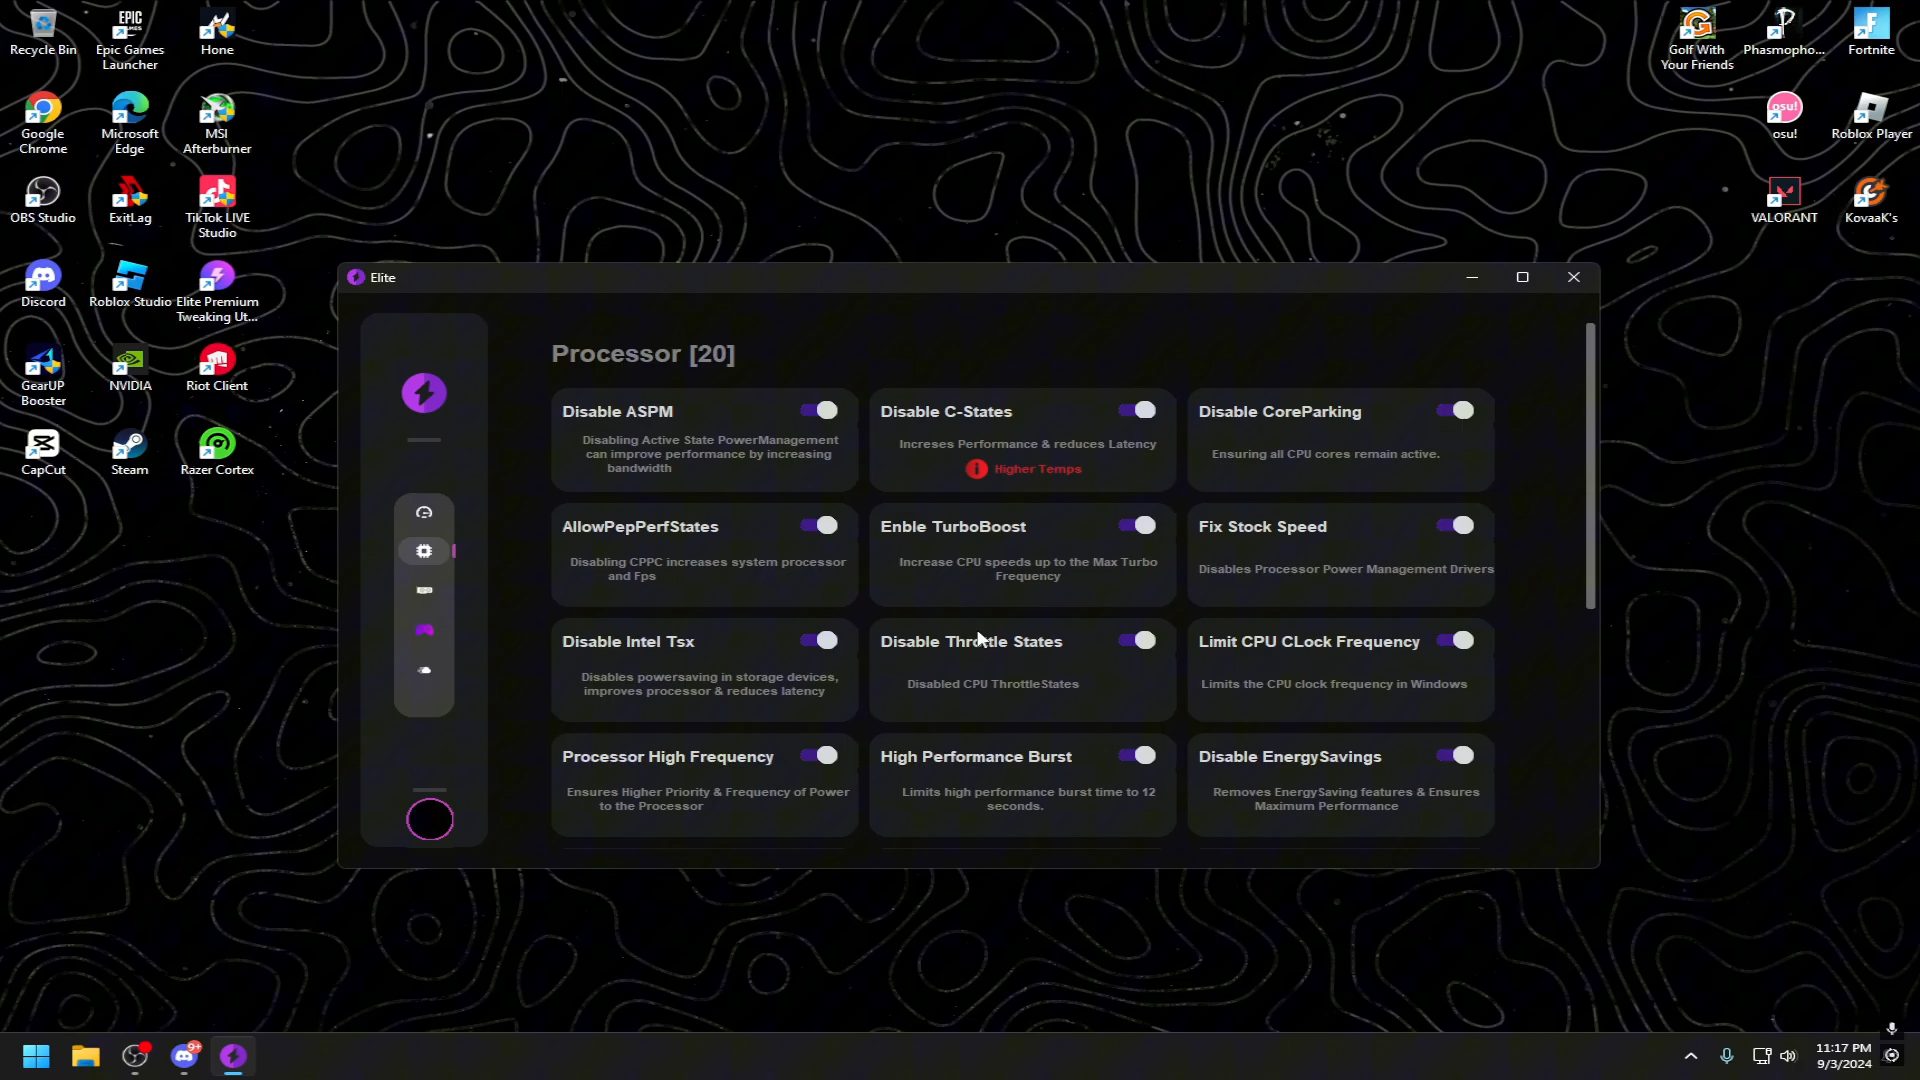 Recycle Bin
Epic Games
Launcher
Hone
Google
Chrome
Microsoft
Edge
MSI
Afterburner
OBS Studio
ExitLag
TikTok LIVE
Studio
Discord
Roblox Studio
Elite Premium
Tweaking Ut...
GearUP
Booster
NVIDIA
Riot Client
CapCut
Steam
Razer Cortex
Golf With
Your Friends
Phasmopho...
Fortnite
osu!
osu!
Roblox Player
VALORANT
KovaaK's
Elite
Processor [20]
Disable ASPM
Disabling Active State PowerManagement
can improve performance by increasing
bandwidth
Disable C-States
Increses Performance & reduces Latency
Higher Temps
Disable CoreParking
Ensuring all CPU cores remain active.
AllowPepPerfStates
Disabling CPPC increases system processor
and Fps
Enble TurboBoost
Increase CPU speeds up to the Max Turbo
Frequency
Fix Stock Speed
Disables Processor Power Management Drivers
Disable Intel Tsx
Disables powersaving in storage devices,
improves processor & reduces latency
Disable Throttle States
Disabled CPU ThrottleStates
Limit CPU CLock Frequency
Limits the CPU clock frequency in Windows
Processor High Frequency
Ensures Higher Priority & Frequency of Power
to the Processor
High Performance Burst
Limits high performance burst time to 12
seconds.
Disable EnergySavings
Removes EnergySaving features & Ensures
Maximum Performance
9+
11:17 PM
9/3/2024